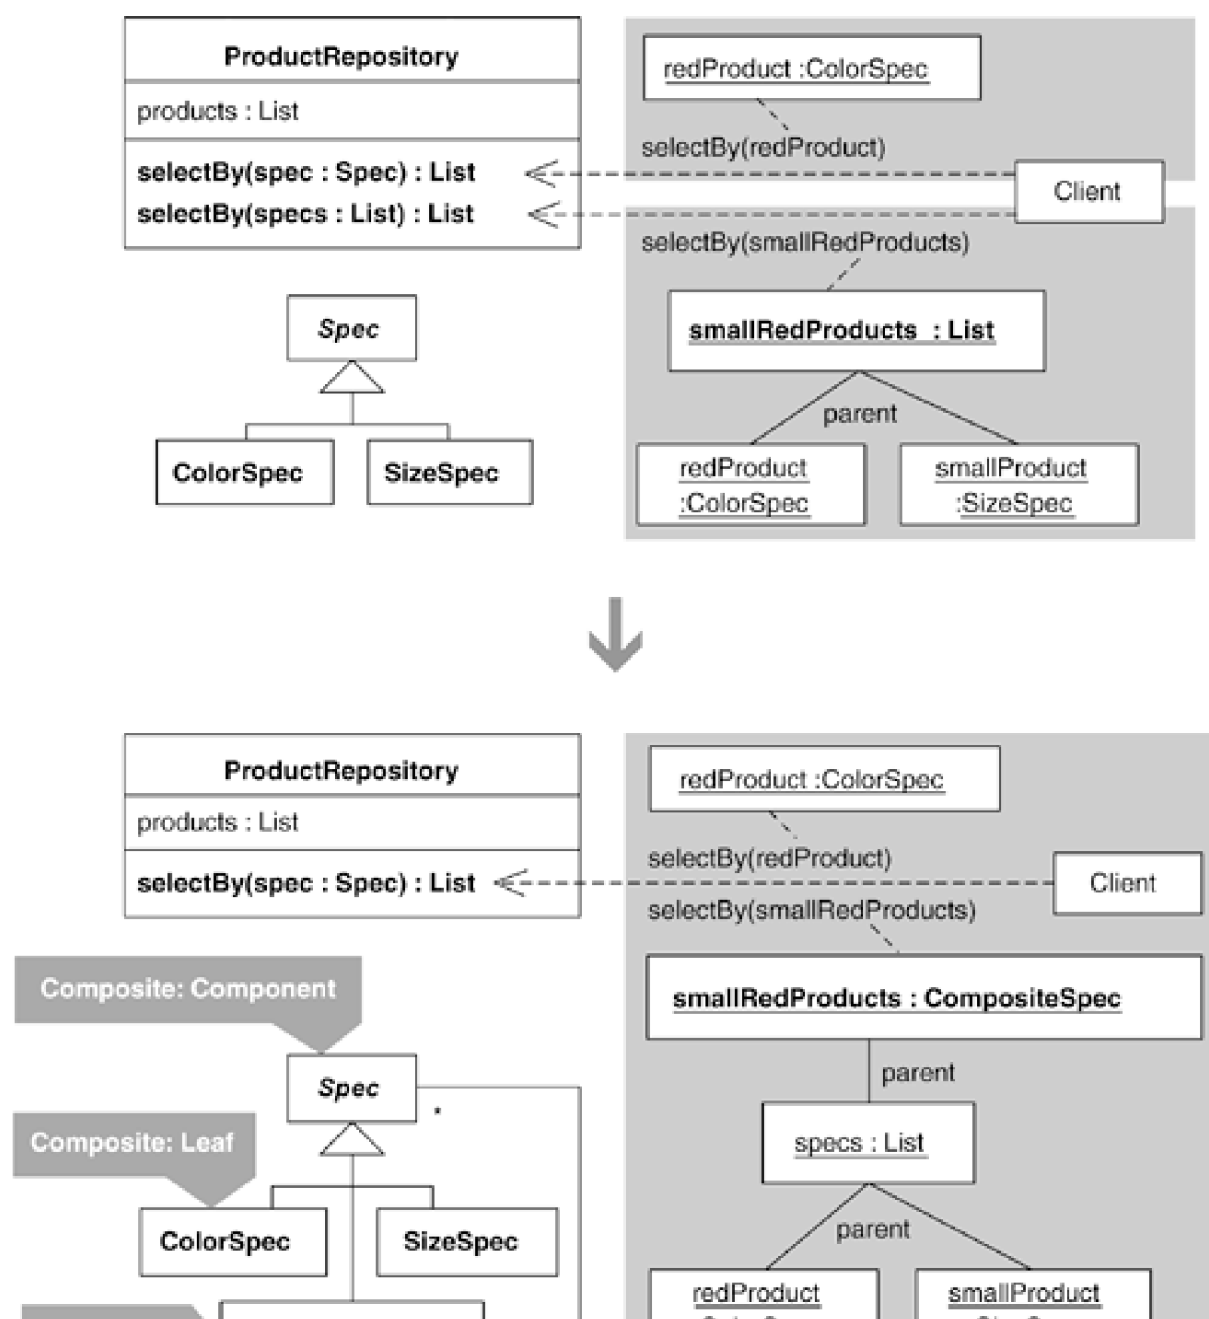 ProductRepository
products : List
selectBy(spec : Spec) : List
selectBy(specs : List) : List
redProduct :ColorSpec
selectBy(redProduct)
Client
selectBy(smallRedProducts)
smallRedProducts : List
parent
redProduct
:ColorSpec
smallProduct
:SizeSpec
Spec
ColorSpec
SizeSpec
ProductRepository
products : List
selectBy(spec : Spec) : List
redProduct :ColorSpec
selectBy(redProduct)
Client
selectBy(smallRedProducts)
smallRedProducts : CompositeSpec
parent
specs : List
parent
redProduct
smallProduct
Composite: Component
Spec
*
Composite: Leaf
ColorSpec
SizeSpec